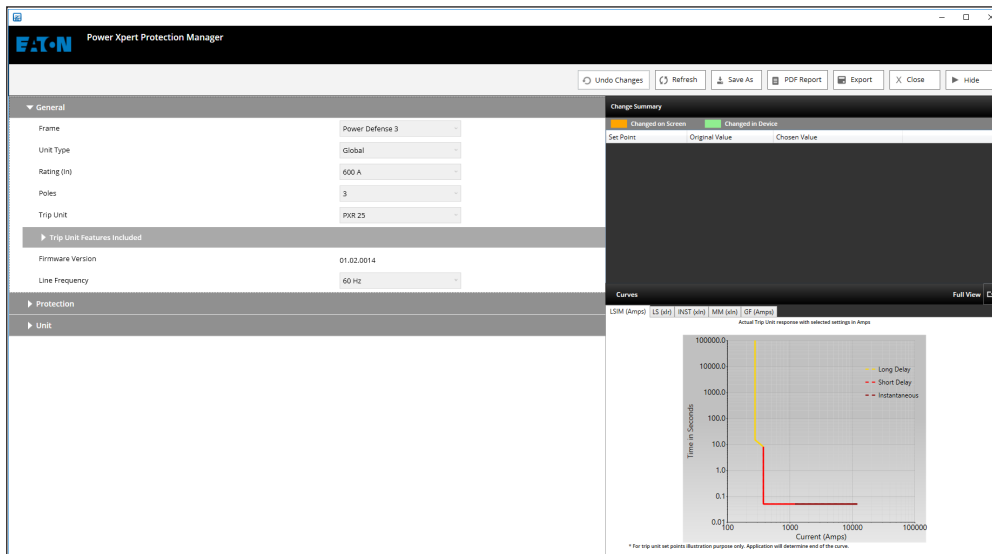 EATON
Power Xpert Protection Manager
Undo Changes
Refresh
Save As
PDF Report
Export
X Close
Hide
General
Frame
Power Defense 3
Unit Type
Global
Rating (In)
600 A
Poles
3
Trip Unit
PXR 25
Trip Unit Features Included
Firmware Version
01.02.0014
Line Frequency
60 Hz
Protection
Unit
Change Summary
Changed on Screen
Changed in Device
Set Point
Original Value
Chosen Value
Curves
Full View
LSIM (Amps)
LS (xIr)
INST (xIn)
MM (xIn)
GF (Amps)
Actual Trip Unit response with selected settings in Amps
100000.0
10000.0
1000.0
100.0
10.0
1.0
0.1
0.01
Time in Seconds
Long Delay
Short Delay
Instantaneous
100
1000
10000
100000
Current (Amps)
* For trip unit set points illustration purpose only. Application will determine end of the curve.